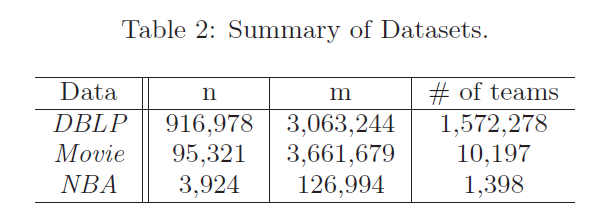 Table 2: Summary of Datasets.
Data n m # of teams
DBLP 916,978 3,063,244 1,572,278
Movie 95,321 3,661,679 10,197
NBA 3,924 126,994 1,398